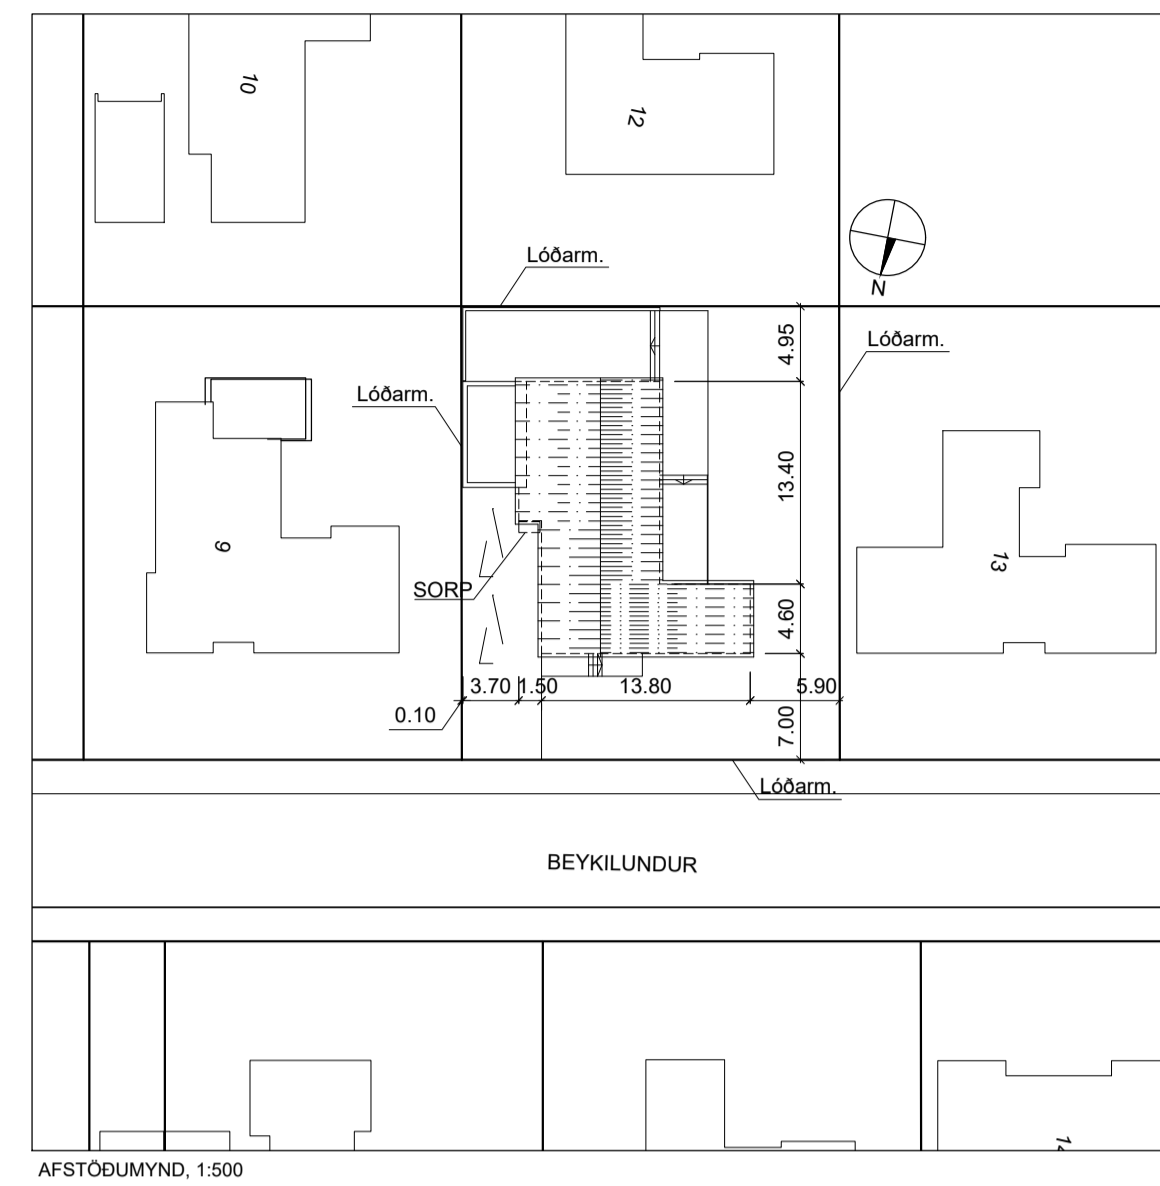 10
12
N
Lóðarm.
Lóðarm.
Lóðarm.
4.95
13.40
4.60
7.00
9
13
SORP
3.70 1.50 13.80 5.90
0.10
Lóðarm.
BEYKILUNDUR
AFSTÖÐUMYND, 1:500